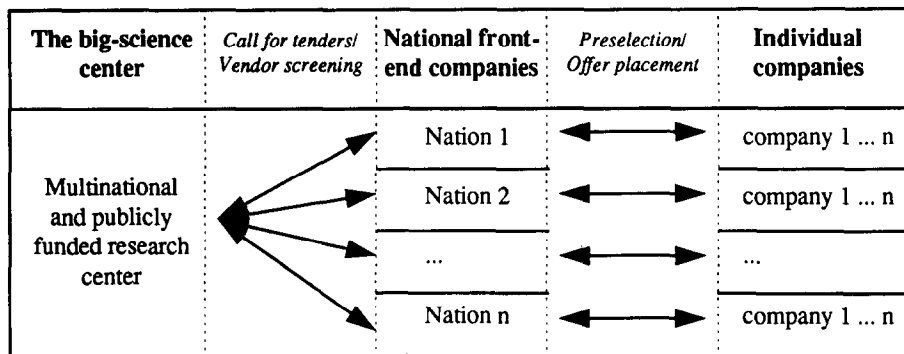 The big-science
center
Call for tenders/
Vendor screening
National front-
end companies
Preselection/
Offer placement
Individual
companies
Multinational
and publicly
funded research
center
Nation 1
company 1 ... n
Nation 2
company 1 ... n
...
...
Nation n
company 1 ... n